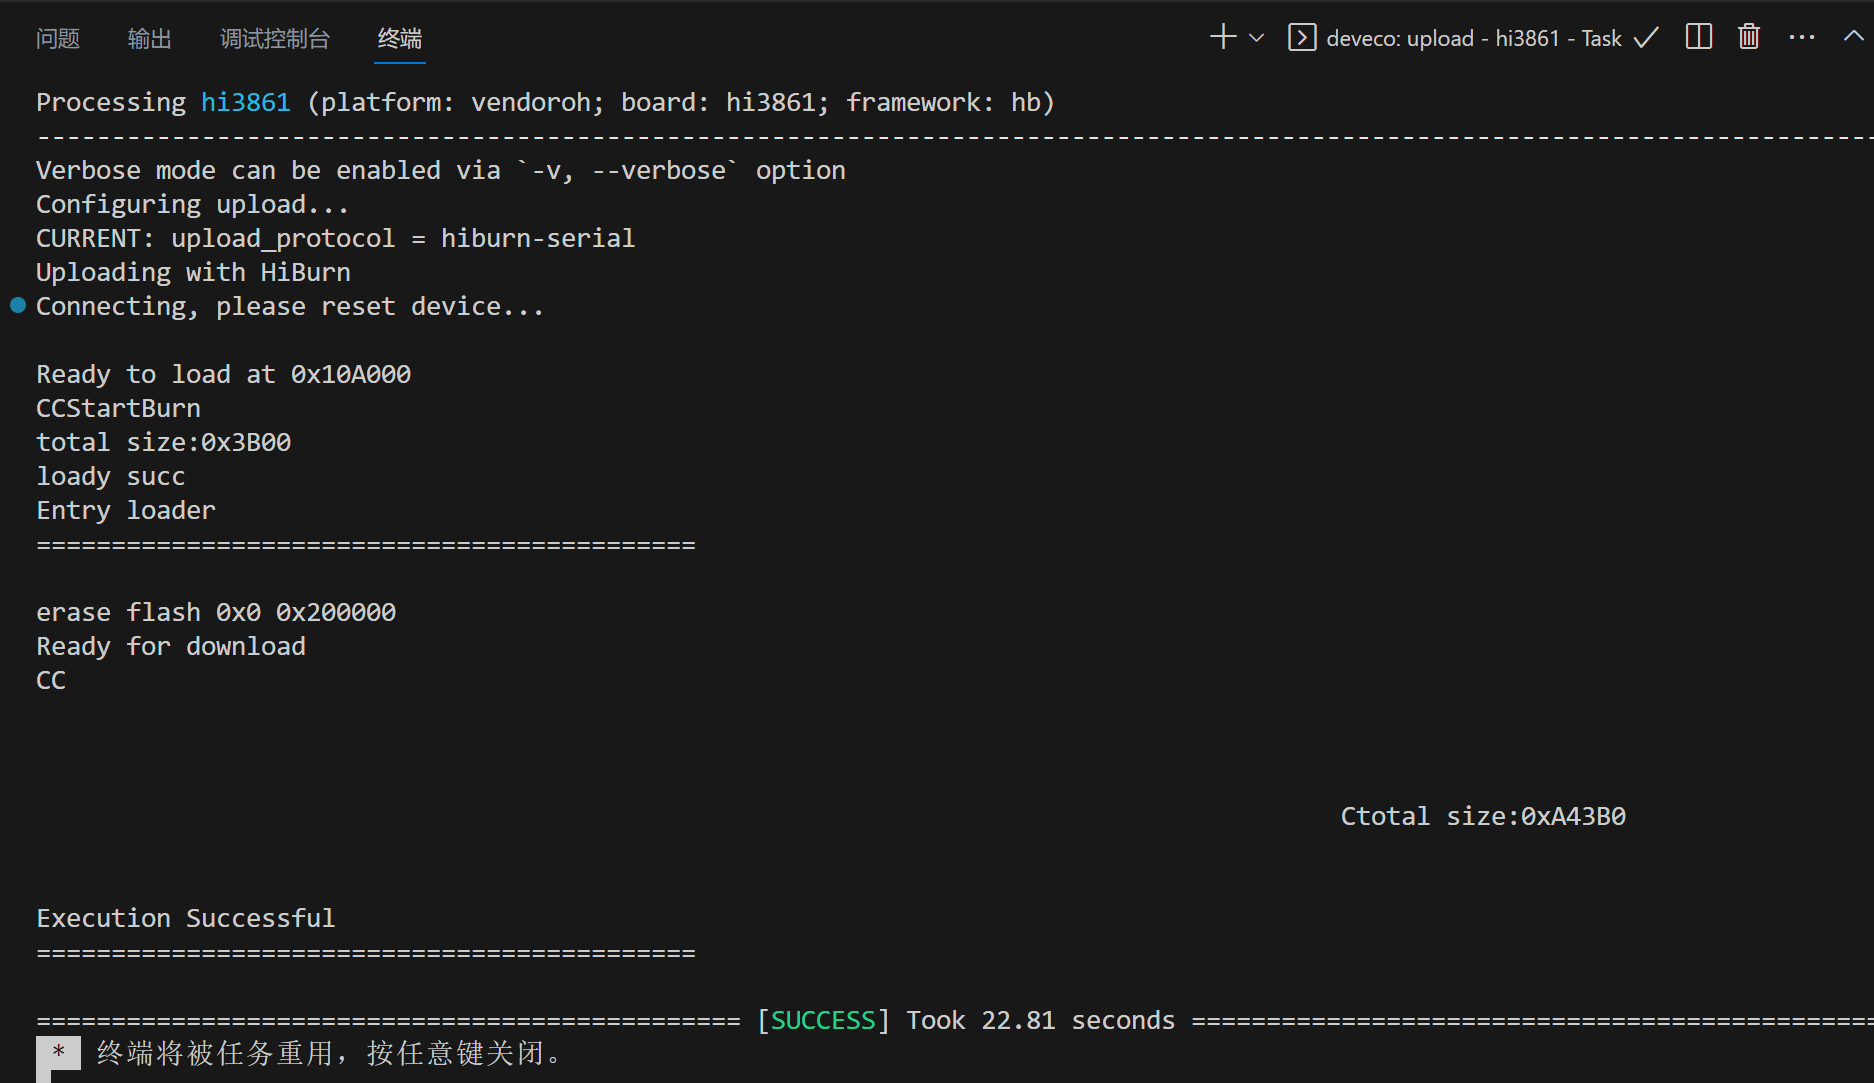 问题 输出 调试控制台 终端 deveco: upload - hi3861 - Task
Processing hi3861 (platform: vendoroh; board: hi3861; framework: hb)
--------------------------------------------------------------------------------------------------------------------------
Verbose mode can be enabled via `-v, --verbose` option
Configuring upload...
CURRENT: upload_protocol = hiburn-serial
Uploading with HiBurn
Connecting, please reset device...
Ready to load at 0x10A000
CCStartBurn
total size:0x3B00
loady succ
Entry loader
============================================
erase flash 0x0 0x200000
Ready for download
CC
Ctotal size:0xA43B0
Execution Successful
============================================
=============================================== [SUCCESS] Took 22.81 seconds ==============================================
* 终端将被任务重用，按任意键关闭。